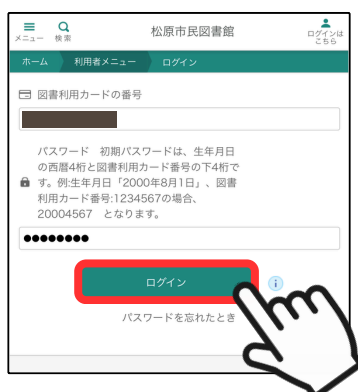 メニュー 検索 松原市民図書館 ログインは
こちら
ホーム 利用者メニュー ログイン
図書利用カードの番号
パスワード 初期パスワードは、生年月日
の西暦4桁と図書利用カード番号の下4桁で
す。例:生年月日「2000年8月1日」、図書
利用カード番号:1234567の場合、
20004567 となります。
●●●●●●●●
ログイン
i
パスワードを忘れたとき